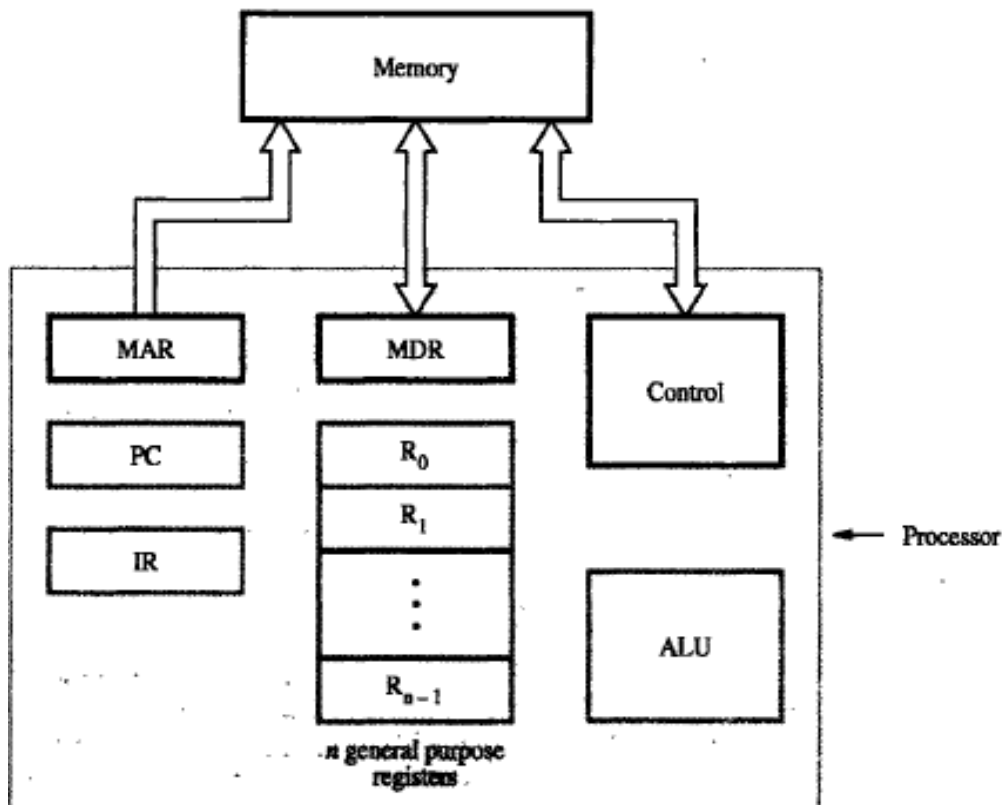 Memory
MAR
MDR
Control
PC
R₀
R₁
IR
Processor
ALU
Rₙ₋₁
n general purpose
registers